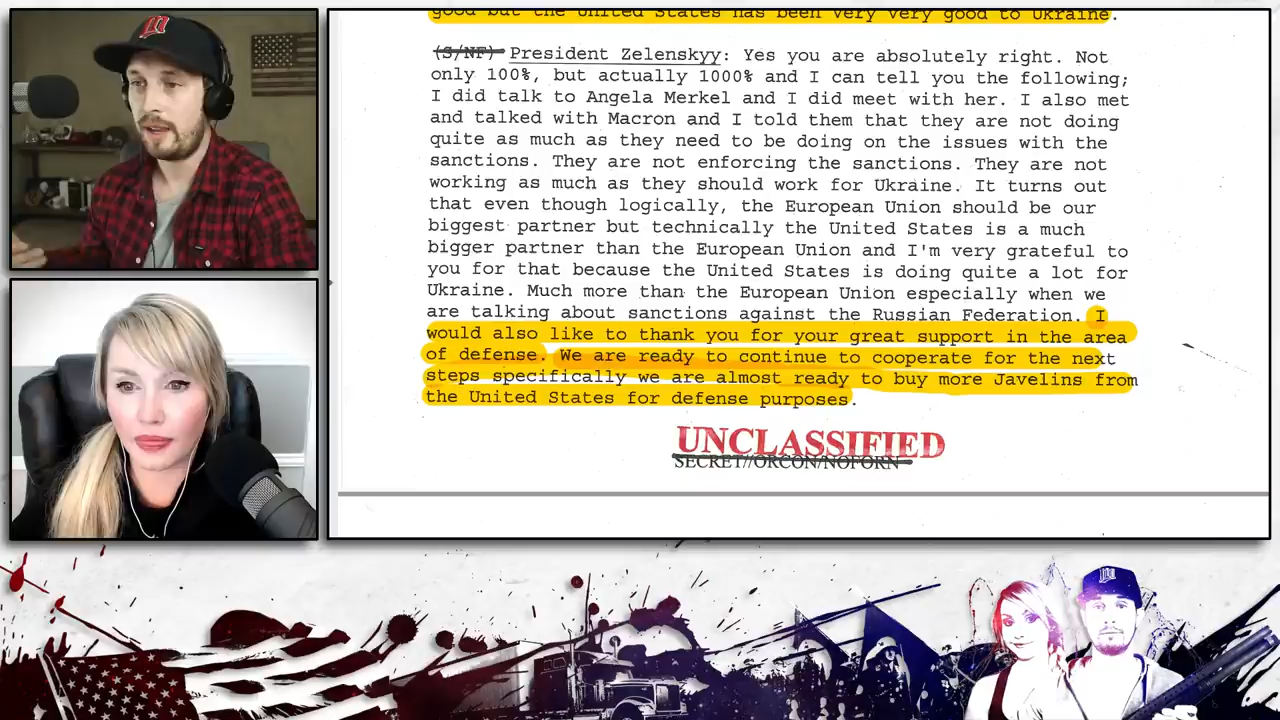 good but the United States has been very very good to Ukraine.
(S/NF) President Zelenskyy: Yes you are absolutely right. Not
only 100%, but actually 1000% and I can tell you the following;
I did talk to Angela Merkel and I did meet with her. I also met
and talked with Macron and I told them that they are not doing
quite as much as they need to be doing on the issues with the
sanctions. They are not enforcing the sanctions. They are not
working as much as they should work for Ukraine. It turns out
that even though logically, the European Union should be our
biggest partner but technically the United States is a much
bigger partner than the European Union and I'm very grateful to
you for that because the United States is doing quite a lot for
Ukraine. Much more than the European Union especially when we
are talking about sanctions against the Russian Federation. I
would also like to thank you for your great support in the area
of defense. We are ready to continue to cooperate for the next
steps specifically we are almost ready to buy more Javelins from
the United States for defense purposes.
UNCLASSIFIED
SECRET//ORCON/NOFORN